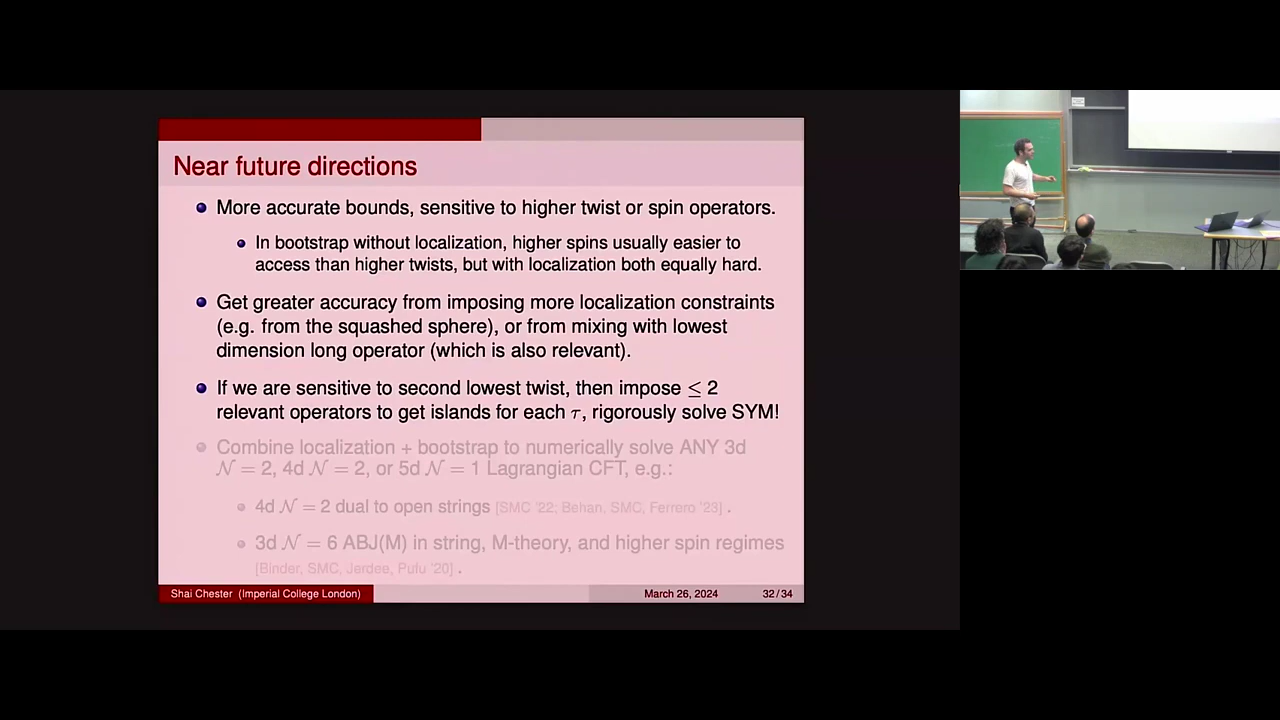 Near future directions
More accurate bounds, sensitive to higher twist or spin operators.
In bootstrap without localization, higher spins usually easier to
access than higher twists, but with localization both equally hard.
Get greater accuracy from imposing more localization constraints
(e.g. from the squashed sphere), or from mixing with lowest
dimension long operator (which is also relevant).
If we are sensitive to second lowest twist, then impose ≤ 2
relevant operators to get islands for each τ, rigorously solve SYM!
Combine localization + bootstrap to numerically solve ANY 3d
𝒩 = 2, 4d 𝒩 = 2, or 5d 𝒩 = 1 Lagrangian CFT, e.g.:
4d 𝒩 = 2 dual to open strings [SMC '22; Behan, SMC, Ferrero '23] .
3d 𝒩 = 6 ABJ(M) in string, M-theory, and higher spin regimes
[Binder, SMC, Jerdee, Pufu '20] .
Shai Chester (Imperial College London) March 26, 2024 32 / 34